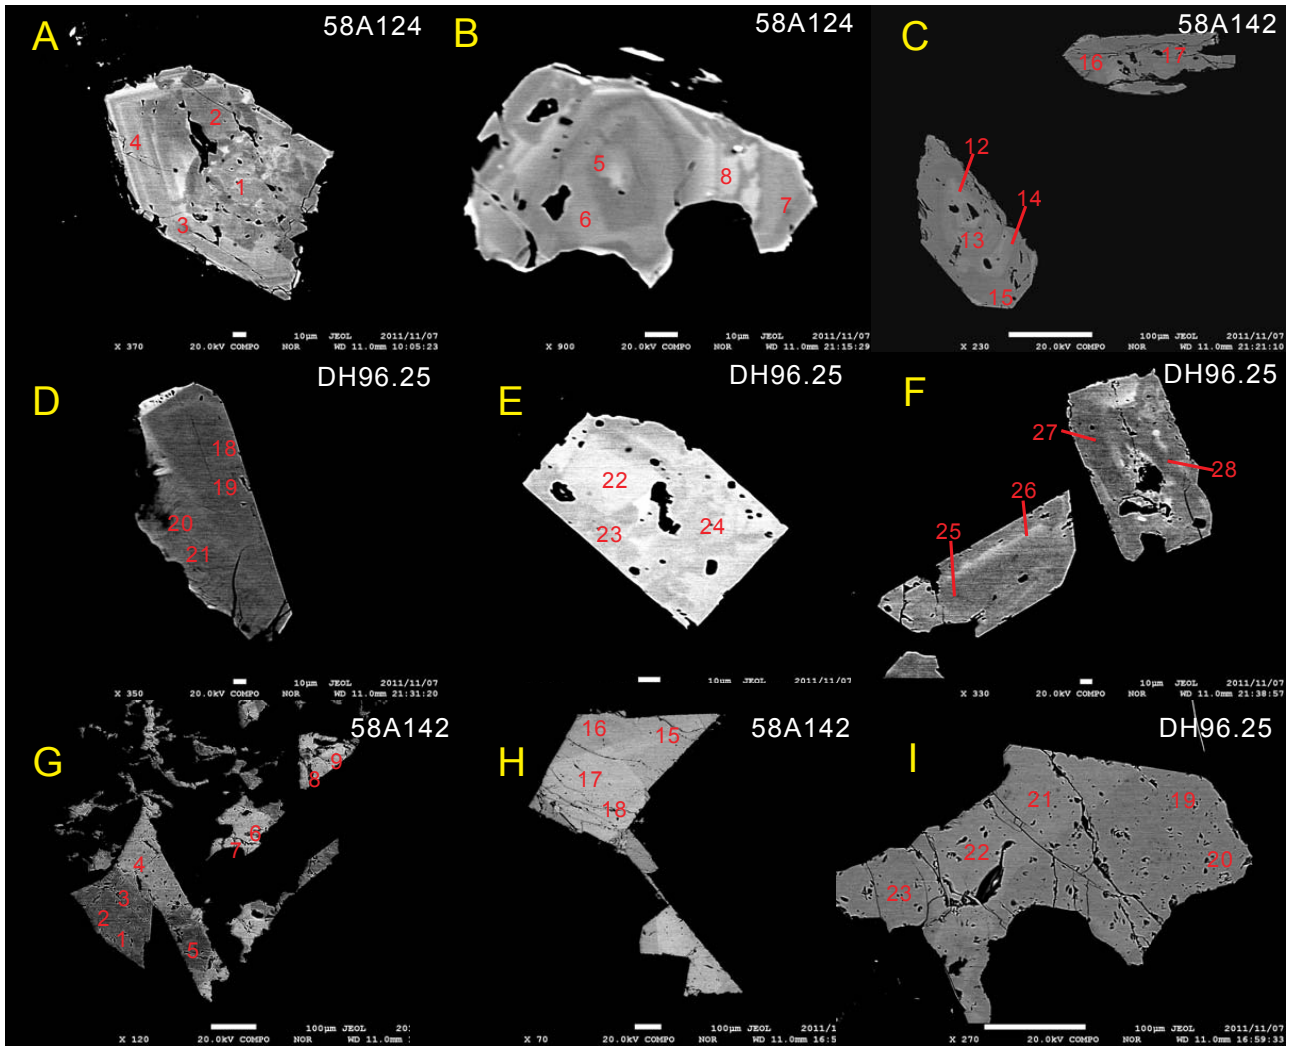 A
58A124
4
2
1
3
10µm JEOL 2011/11/07
X 370 20.0kV COMPO NOR WD 11.0mm 10:05:23
B
58A124
5
6
8
7
10µm JEOL 2011/11/07
X 900 20.0kV COMPO NOR WD 11.0mm 21:15:29
C
58A142
16
17
12
14
13
15
100µm JEOL 2011/11/07
X 230 20.0kV COMPO NOR WD 11.0mm 21:21:10
D
DH96.25
18
19
20
21
10µm JEOL 2011/11/07
X 350 20.0kV COMPO NOR WD 11.0mm 21:31:20
E
DH96.25
22
23
24
10µm JEOL 2011/11/07
F
DH96.25
27
28
26
25
10µm JEOL 2011/11/07
X 330 20.0kV COMPO NOR WD 11.0mm 21:38:57
G
58A142
9
8
6
7
4
3
2
1
5
100µm JEOL
X 120 20.0kV COMPO NOR WD 11.0mm
H
58A142
16
15
17
18
100µm JEOL 2011/1
X 70 20.0kV COMPO NOR WD 11.0mm 16:5
I
DH96.25
21
19
22
20
23
100µm JEOL 2011/11/07
X 270 20.0kV COMPO NOR WD 11.0mm 16:59:33